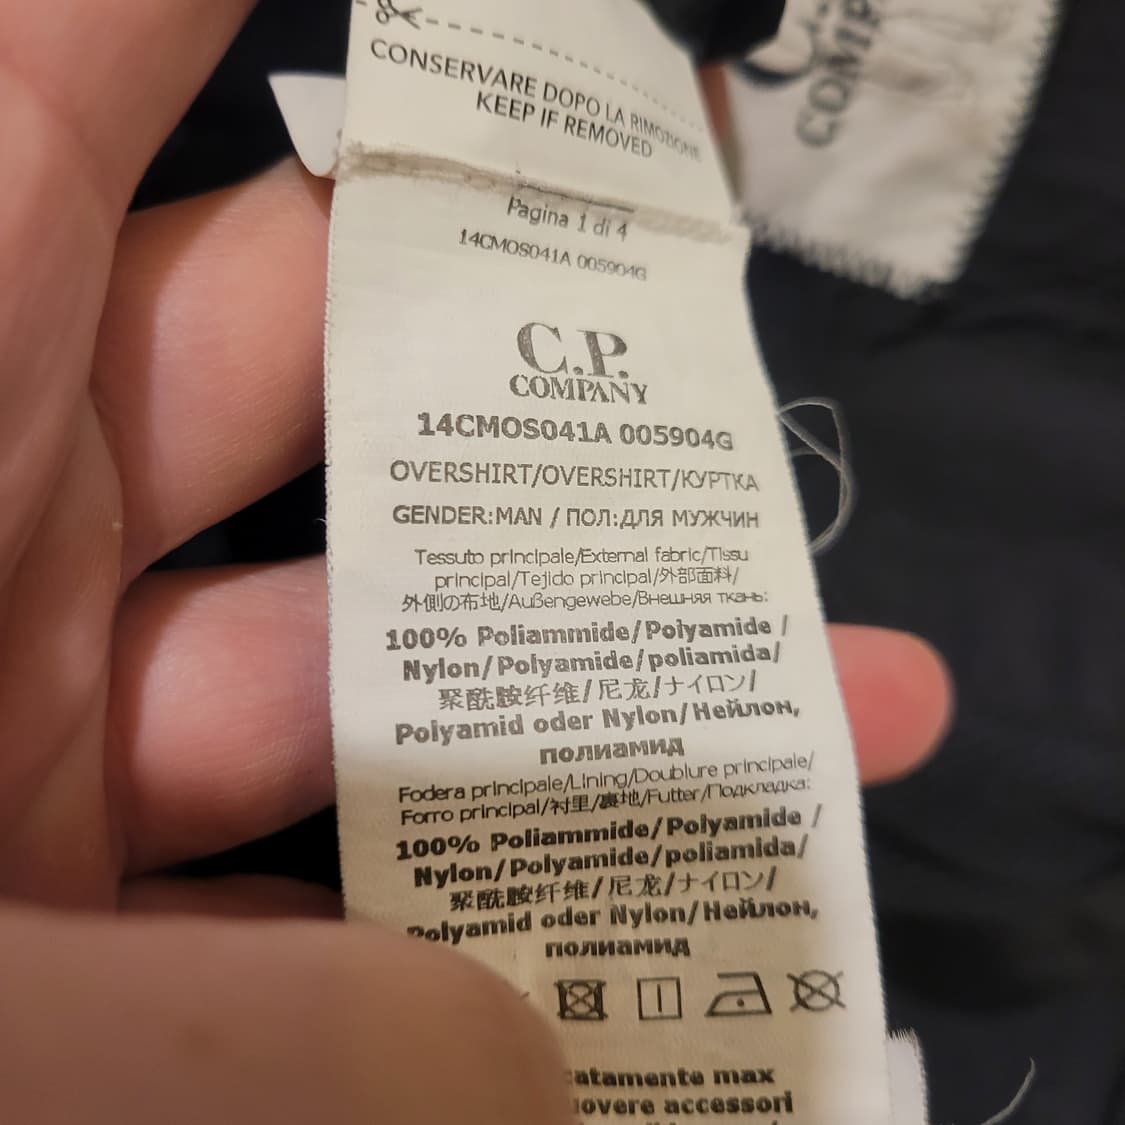 CONSERVARE DOPO LA RIMOZIONE
KEEP IF REMOVED
Pagina 1 di 4
14CMOS041A 005904G
C.P.
COMPANY
14CMOS041A 005904G
OVERSHIRT/OVERSHIRT/КУРТКА
GENDER:MAN / ПОЛ:ДЛЯ МУЖЧИН
Tessuto principale/External fabric/Tissu
principal/Tejido principal/外部面料/
外側の布地/Außengewebe/Внешняя ткань:
100% Poliammide/Polyamide /
Nylon/Polyamide/poliamida/
聚酰胺纤维/尼龙/ナイロン/
Polyamid oder Nylon/Нейлон,
полиамид
Fodera principale/Lining/Doublure principale/
Forro principal/衬里/裏地/Futter/Подкладка:
100% Poliammide/Polyamide /
Nylon/Polyamide/poliamida/
聚酰胺纤维/尼龙/ナイロン/
Polyamid oder Nylon/Нейлон,
полиамид
atamente max
overe accessori
C.
COMP